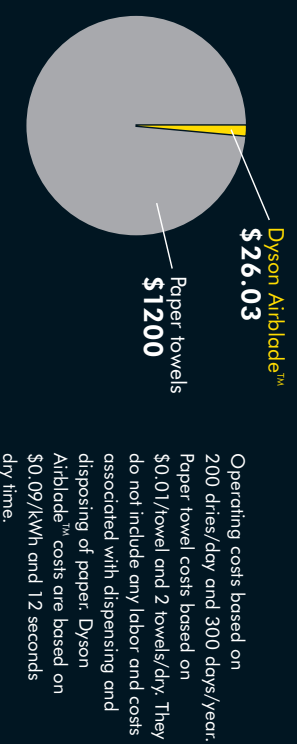 Dyson Airblade™
$26.03
Paper towels
$1200
Operating costs based on
200 dries/day and 300 days/year.
Paper towel costs based on
$0.01/towel and 2 towels/dry. They
do not include any labor and costs
associated with dispensing and
disposing of paper. Dyson
Airblade™ costs are based on
$0.09/kWh and 12 seconds
dry time.